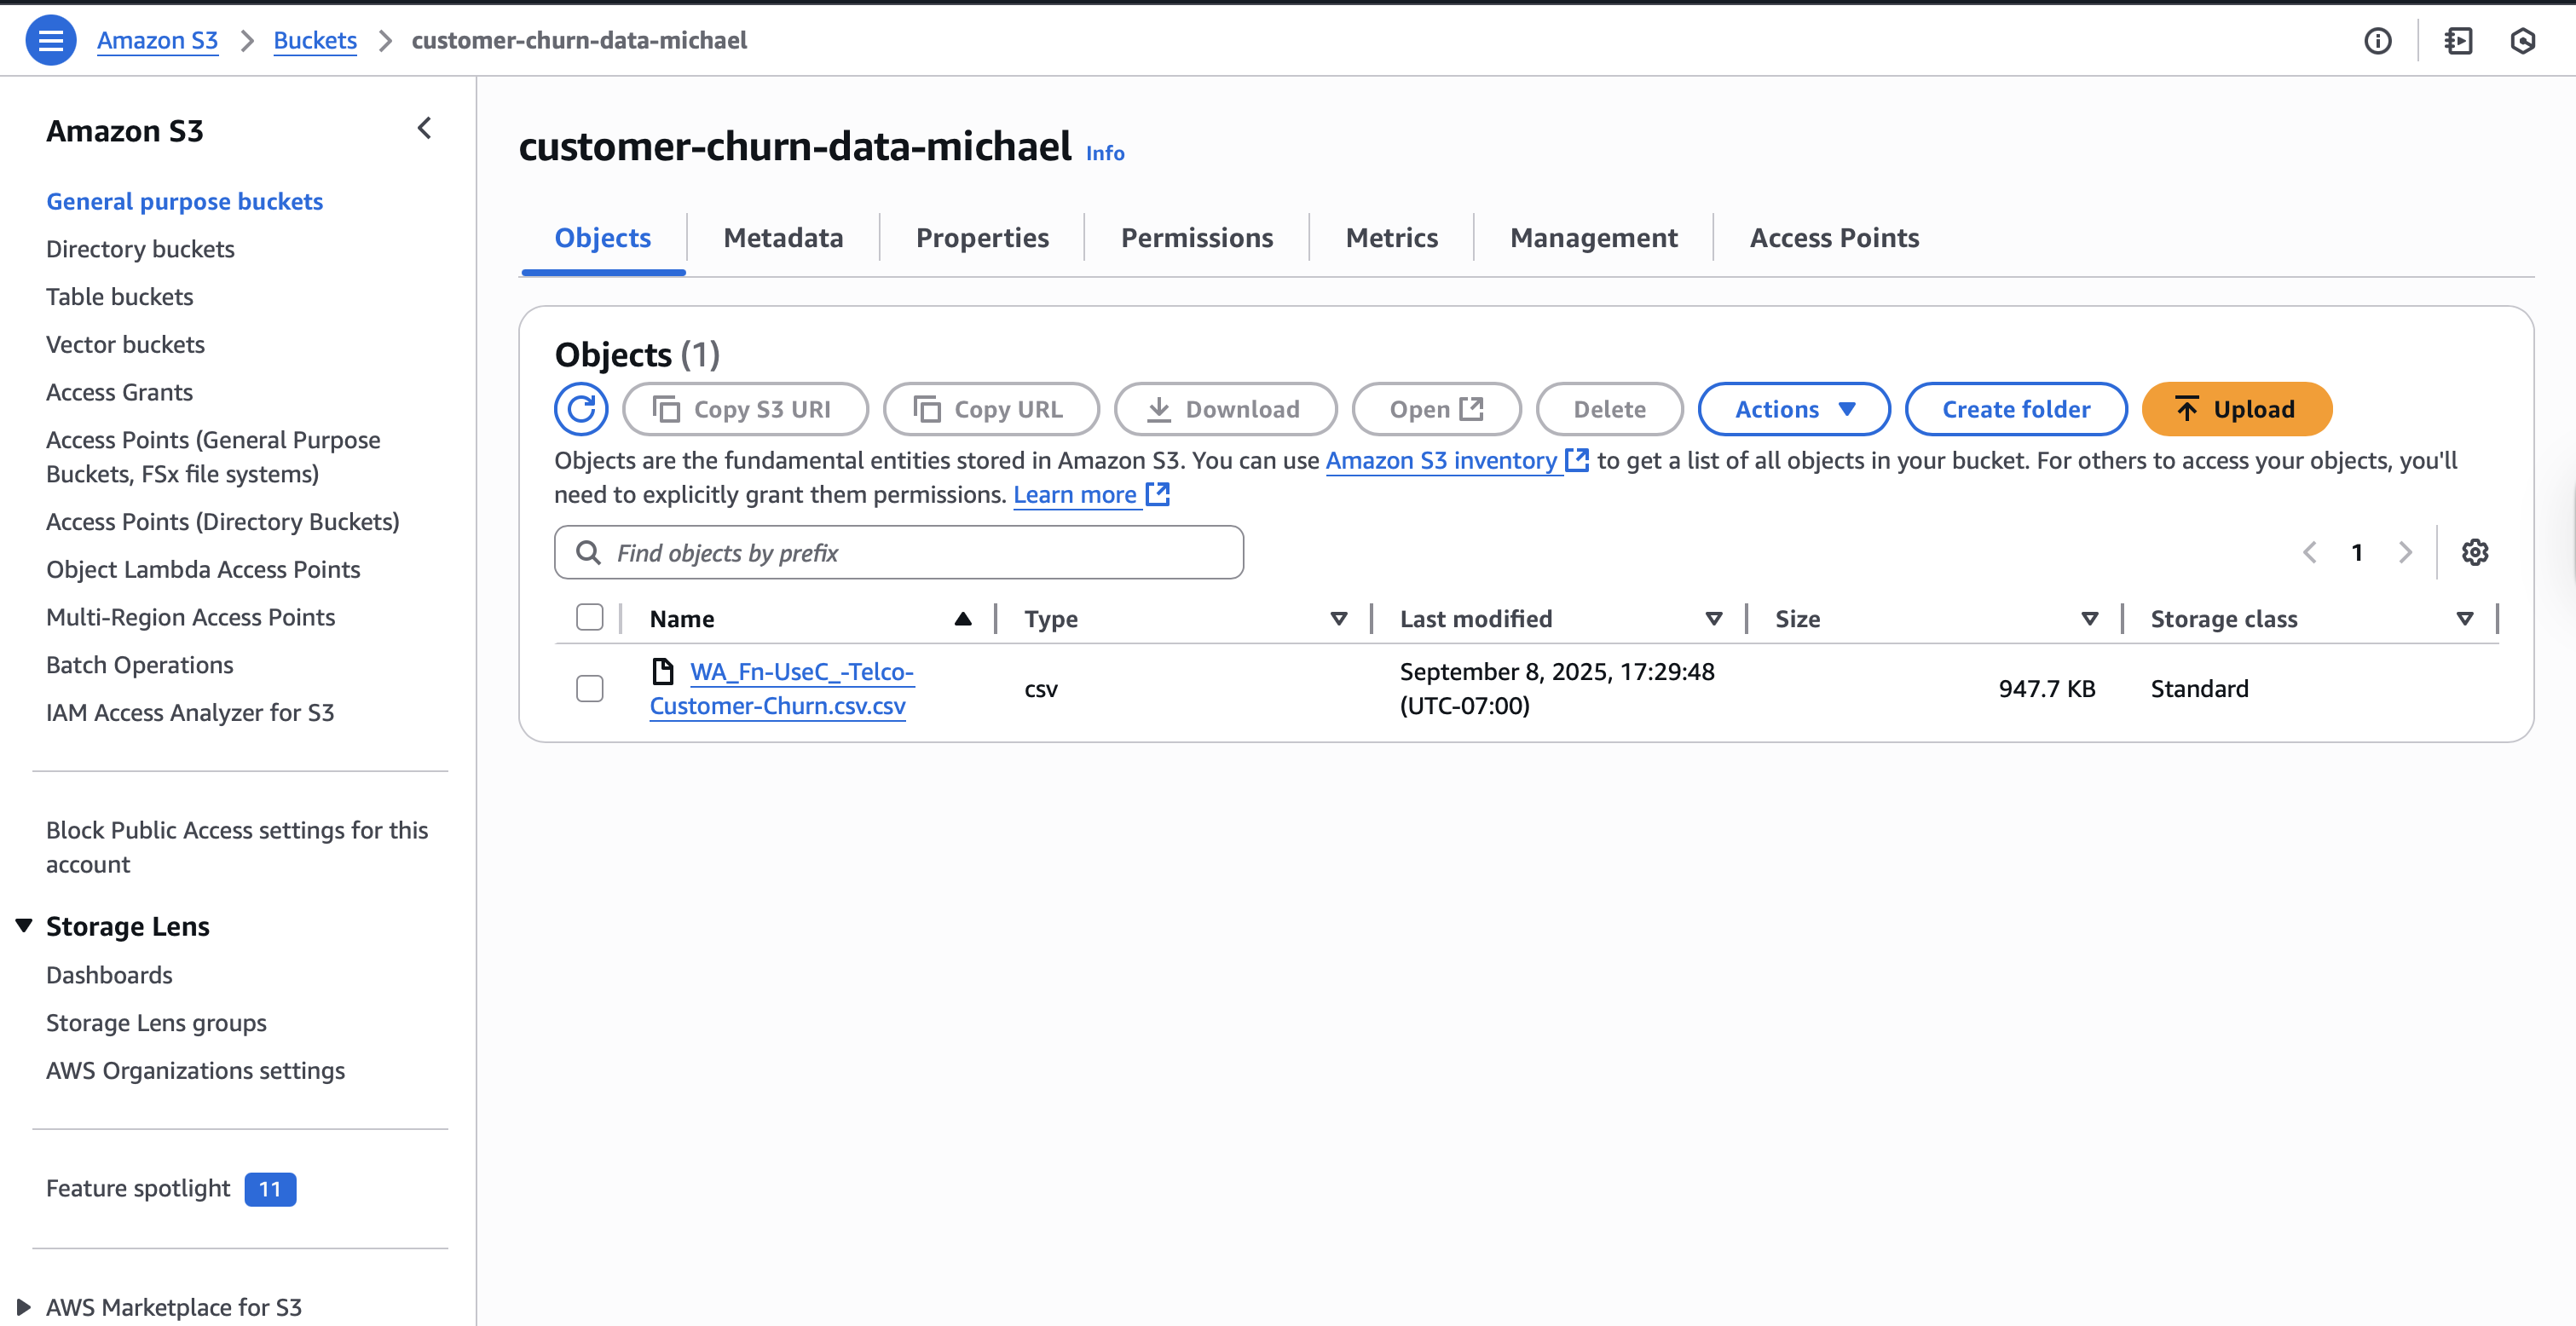 Amazon S3 > Buckets > customer-churn-data-michael
Amazon S3
General purpose buckets
Directory buckets
Table buckets
Vector buckets
Access Grants
Access Points (General Purpose
Buckets, FSx file systems)
Access Points (Directory Buckets)
Object Lambda Access Points
Multi-Region Access Points
Batch Operations
IAM Access Analyzer for S3
Block Public Access settings for this
account
Storage Lens
Dashboards
Storage Lens groups
AWS Organizations settings
Feature spotlight 11
AWS Marketplace for S3
customer-churn-data-michael Info
Objects Metadata Properties Permissions Metrics Management Access Points
Objects (1)
Copy S3 URI Copy URL Download Open Delete Actions Create folder Upload
Objects are the fundamental entities stored in Amazon S3. You can use Amazon S3 inventory to get a list of all objects in your bucket. For others to access your objects, you'll
need to explicitly grant them permissions. Learn more
Find objects by prefix
1
Name Type Last modified Size Storage class
WA_Fn-UseC_-Telco-
Customer-Churn.csv.csv
csv
September 8, 2025, 17:29:48
(UTC-07:00)
947.7 KB
Standard